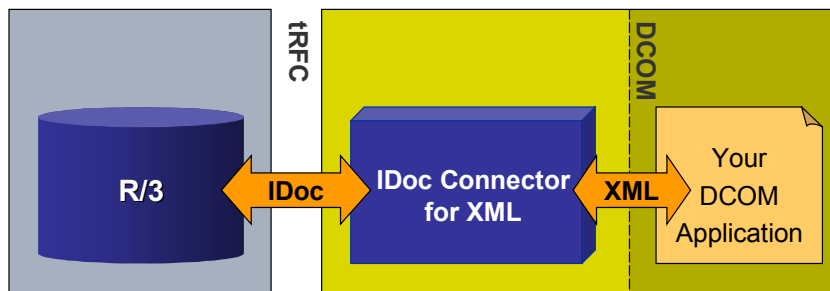 tRFC
DCOM
R/3
IDoc
IDoc Connector
for XML
XML
Your
DCOM
Application